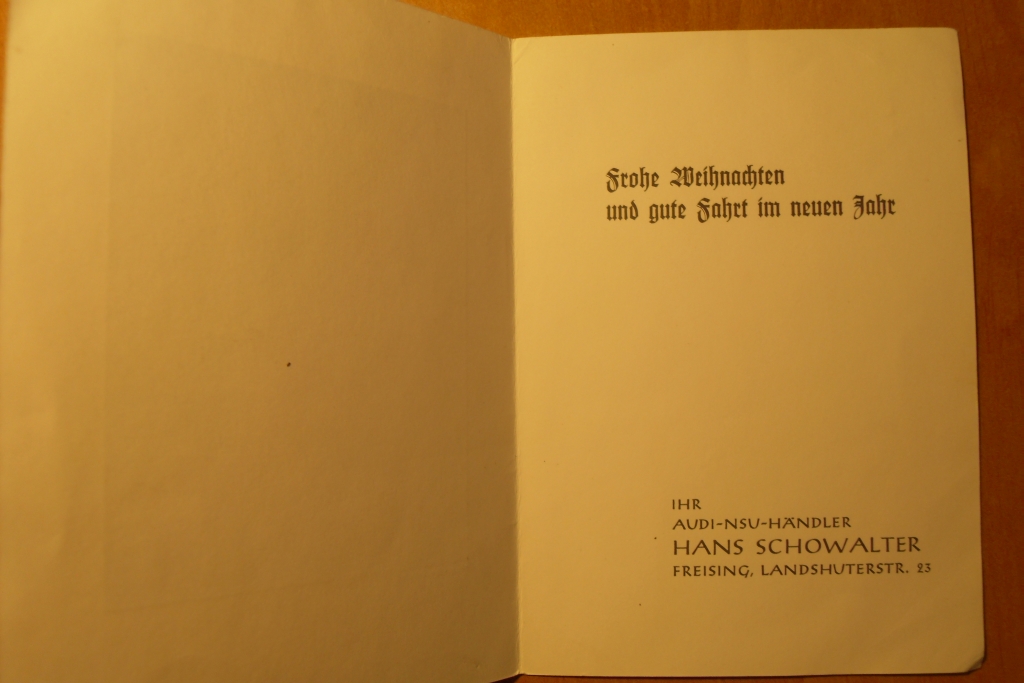 Frohe Weihnachten
und gute Fahrt im neuen Jahr
IHR
AUDI-NSU-HÄNDLER
HANS SCHOWALTER
FREISING, LANDSHUTERSTR. 23